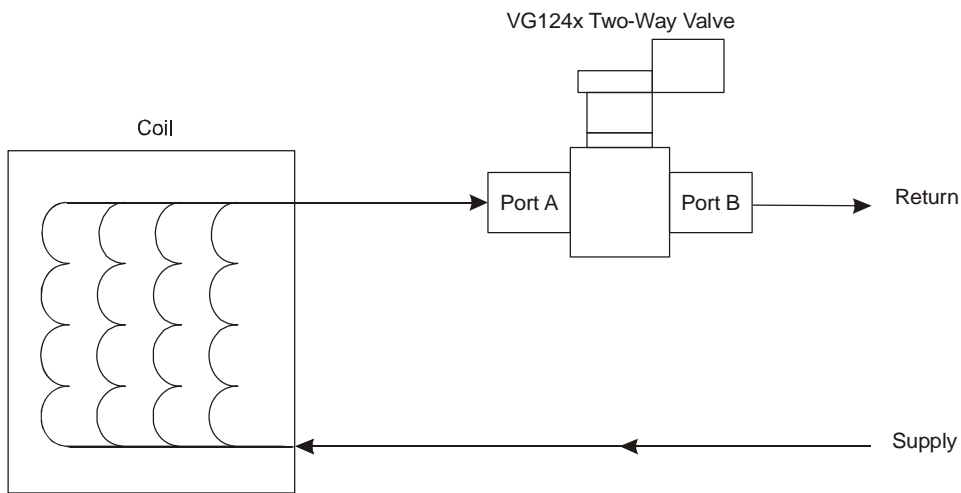 VG124x Two-Way Valve
Coil
Port A
Port B
Return
Supply